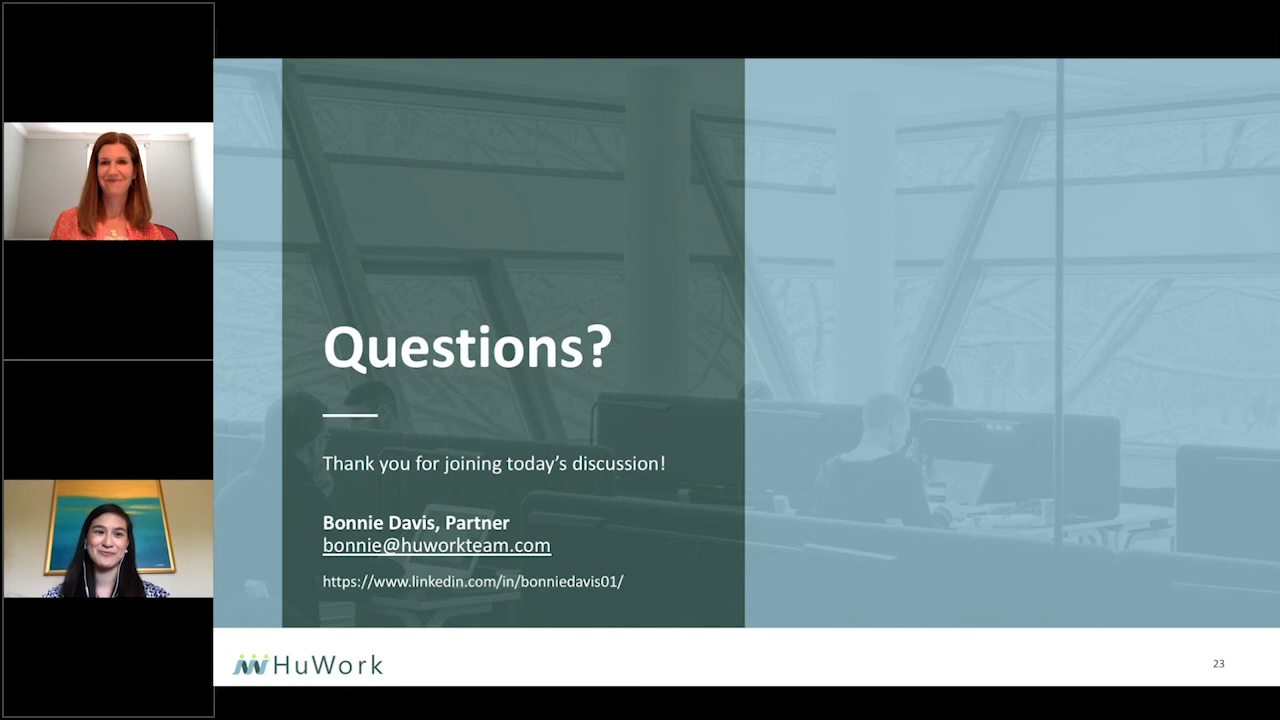 Questions?
Thank you for joining today's discussion!
Bonnie Davis, Partner
bonnie@huworkteam.com
https://www.linkedin.com/in/bonniedavis01/
HuWork
23